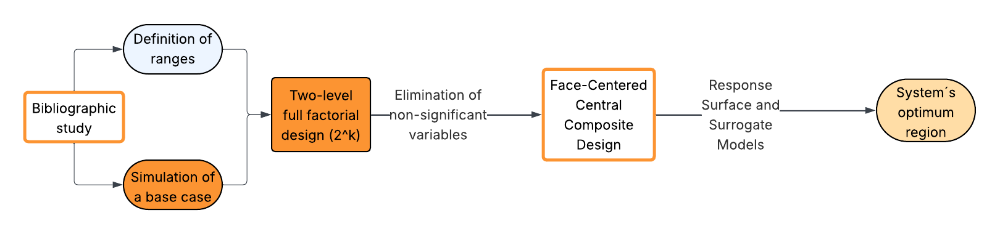 Definition of
ranges
Bibliographic
study
Simulation of
a base case
Two-level
full factorial
design (2^k)
Elimination of
non-significant
variables
Face-Centered
Central
Composite
Design
Response
Surface and
Surrogate
Models
System´s
optimum
region